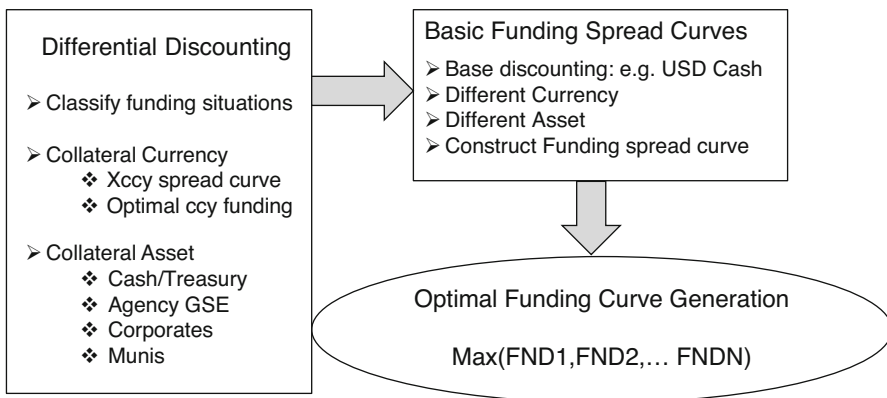 Differential Discounting
➢ Classify funding situations
➢ Collateral Currency
❖ Xccy spread curve
❖ Optimal ccy funding
➢ Collateral Asset
❖ Cash/Treasury
❖ Agency GSE
❖ Corporates
❖ Munis
Basic Funding Spread Curves
➢ Base discounting: e.g. USD Cash
➢ Different Currency
➢ Different Asset
➢ Construct Funding spread curve
Optimal Funding Curve Generation
Max(FND1,FND2,… FNDN)